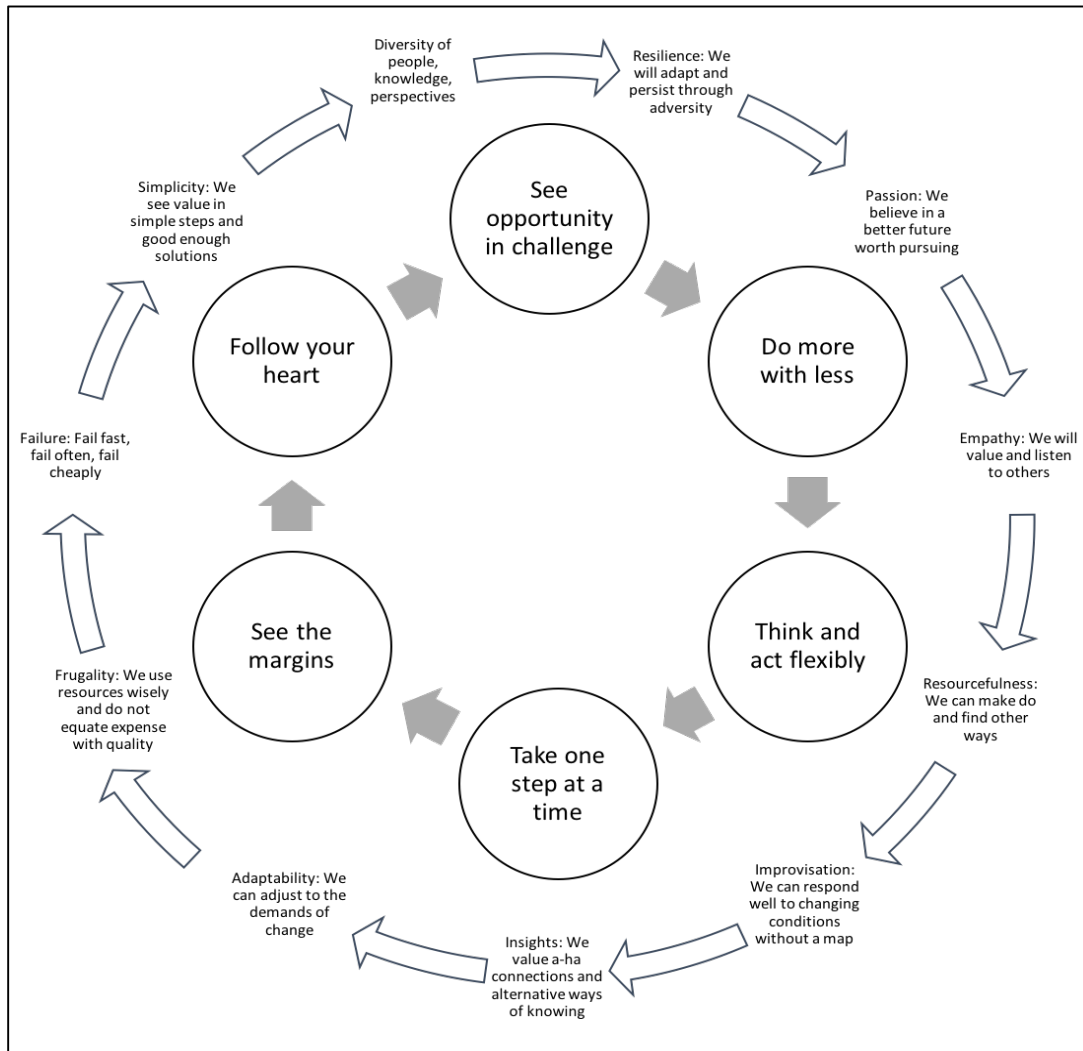 Diversity of
people,
knowledge,
perspectives
Resilience: We
will adapt and
persist through
adversity
Passion: We
believe in a
better future
worth pursuing
Empathy: We will
value and listen
to others
Resourcefulness:
We can make do
and find other
ways
Improvisation:
We can respond
well to changing
conditions
without a map
Insights: We
value a-ha
connections and
alternative ways
of knowing
Adaptability: We
can adjust to the
demands of
change
Frugality: We use
resources wisely
and do not
equate expense
with quality
Failure: Fail fast,
fail often, fail
cheaply
Simplicity: We
see value in
simple steps and
good enough
solutions
See
opportunity
in challenge
Do more
with less
Think and
act flexibly
Take one
step at a
time
See the
margins
Follow your
heart